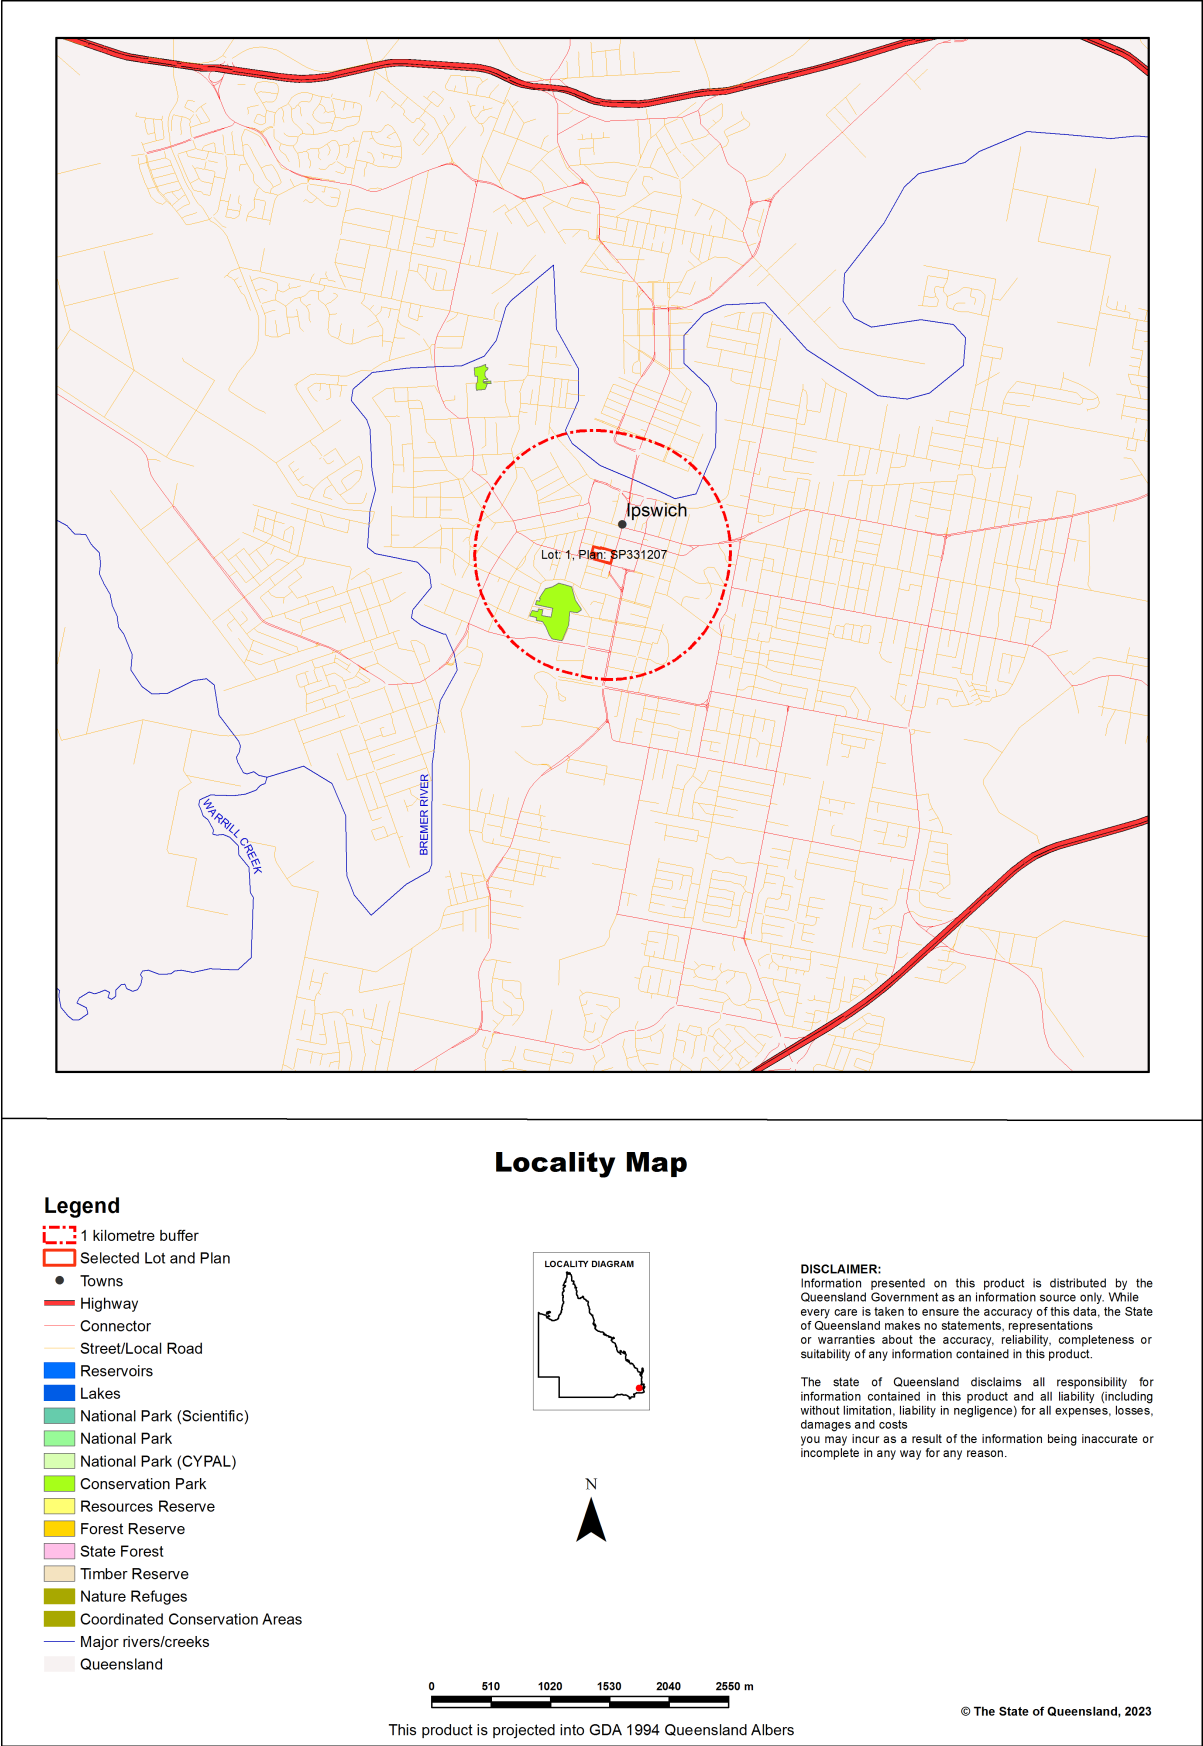 Ipswich
Lot: 1, Plan: SP331207
BREMER RIVER
WARRILL CREEK
Locality Map
Legend
1 kilometre buffer
Selected Lot and Plan
Towns
Highway
Connector
Street/Local Road
Reservoirs
Lakes
National Park (Scientific)
National Park
National Park (CYPAL)
Conservation Park
Resources Reserve
Forest Reserve
State Forest
Timber Reserve
Nature Refuges
Coordinated Conservation Areas
Major rivers/creeks
Queensland
LOCALITY DIAGRAM
N
DISCLAIMER:
Information presented on this product is distributed by the
Queensland Government as an information source only. While
every care is taken to ensure the accuracy of this data, the State
of Queensland makes no statements, representations
or warranties about the accuracy, reliability, completeness or
suitability of any information contained in this product.
The state of Queensland disclaims all responsibility for
information contained in this product and all liability (including
without limitation, liability in negligence) for all expenses, losses,
damages and costs
you may incur as a result of the information being inaccurate or
incomplete in any way for any reason.
0 510 1020 1530 2040 2550 m
This product is projected into GDA 1994 Queensland Albers
© The State of Queensland, 2023